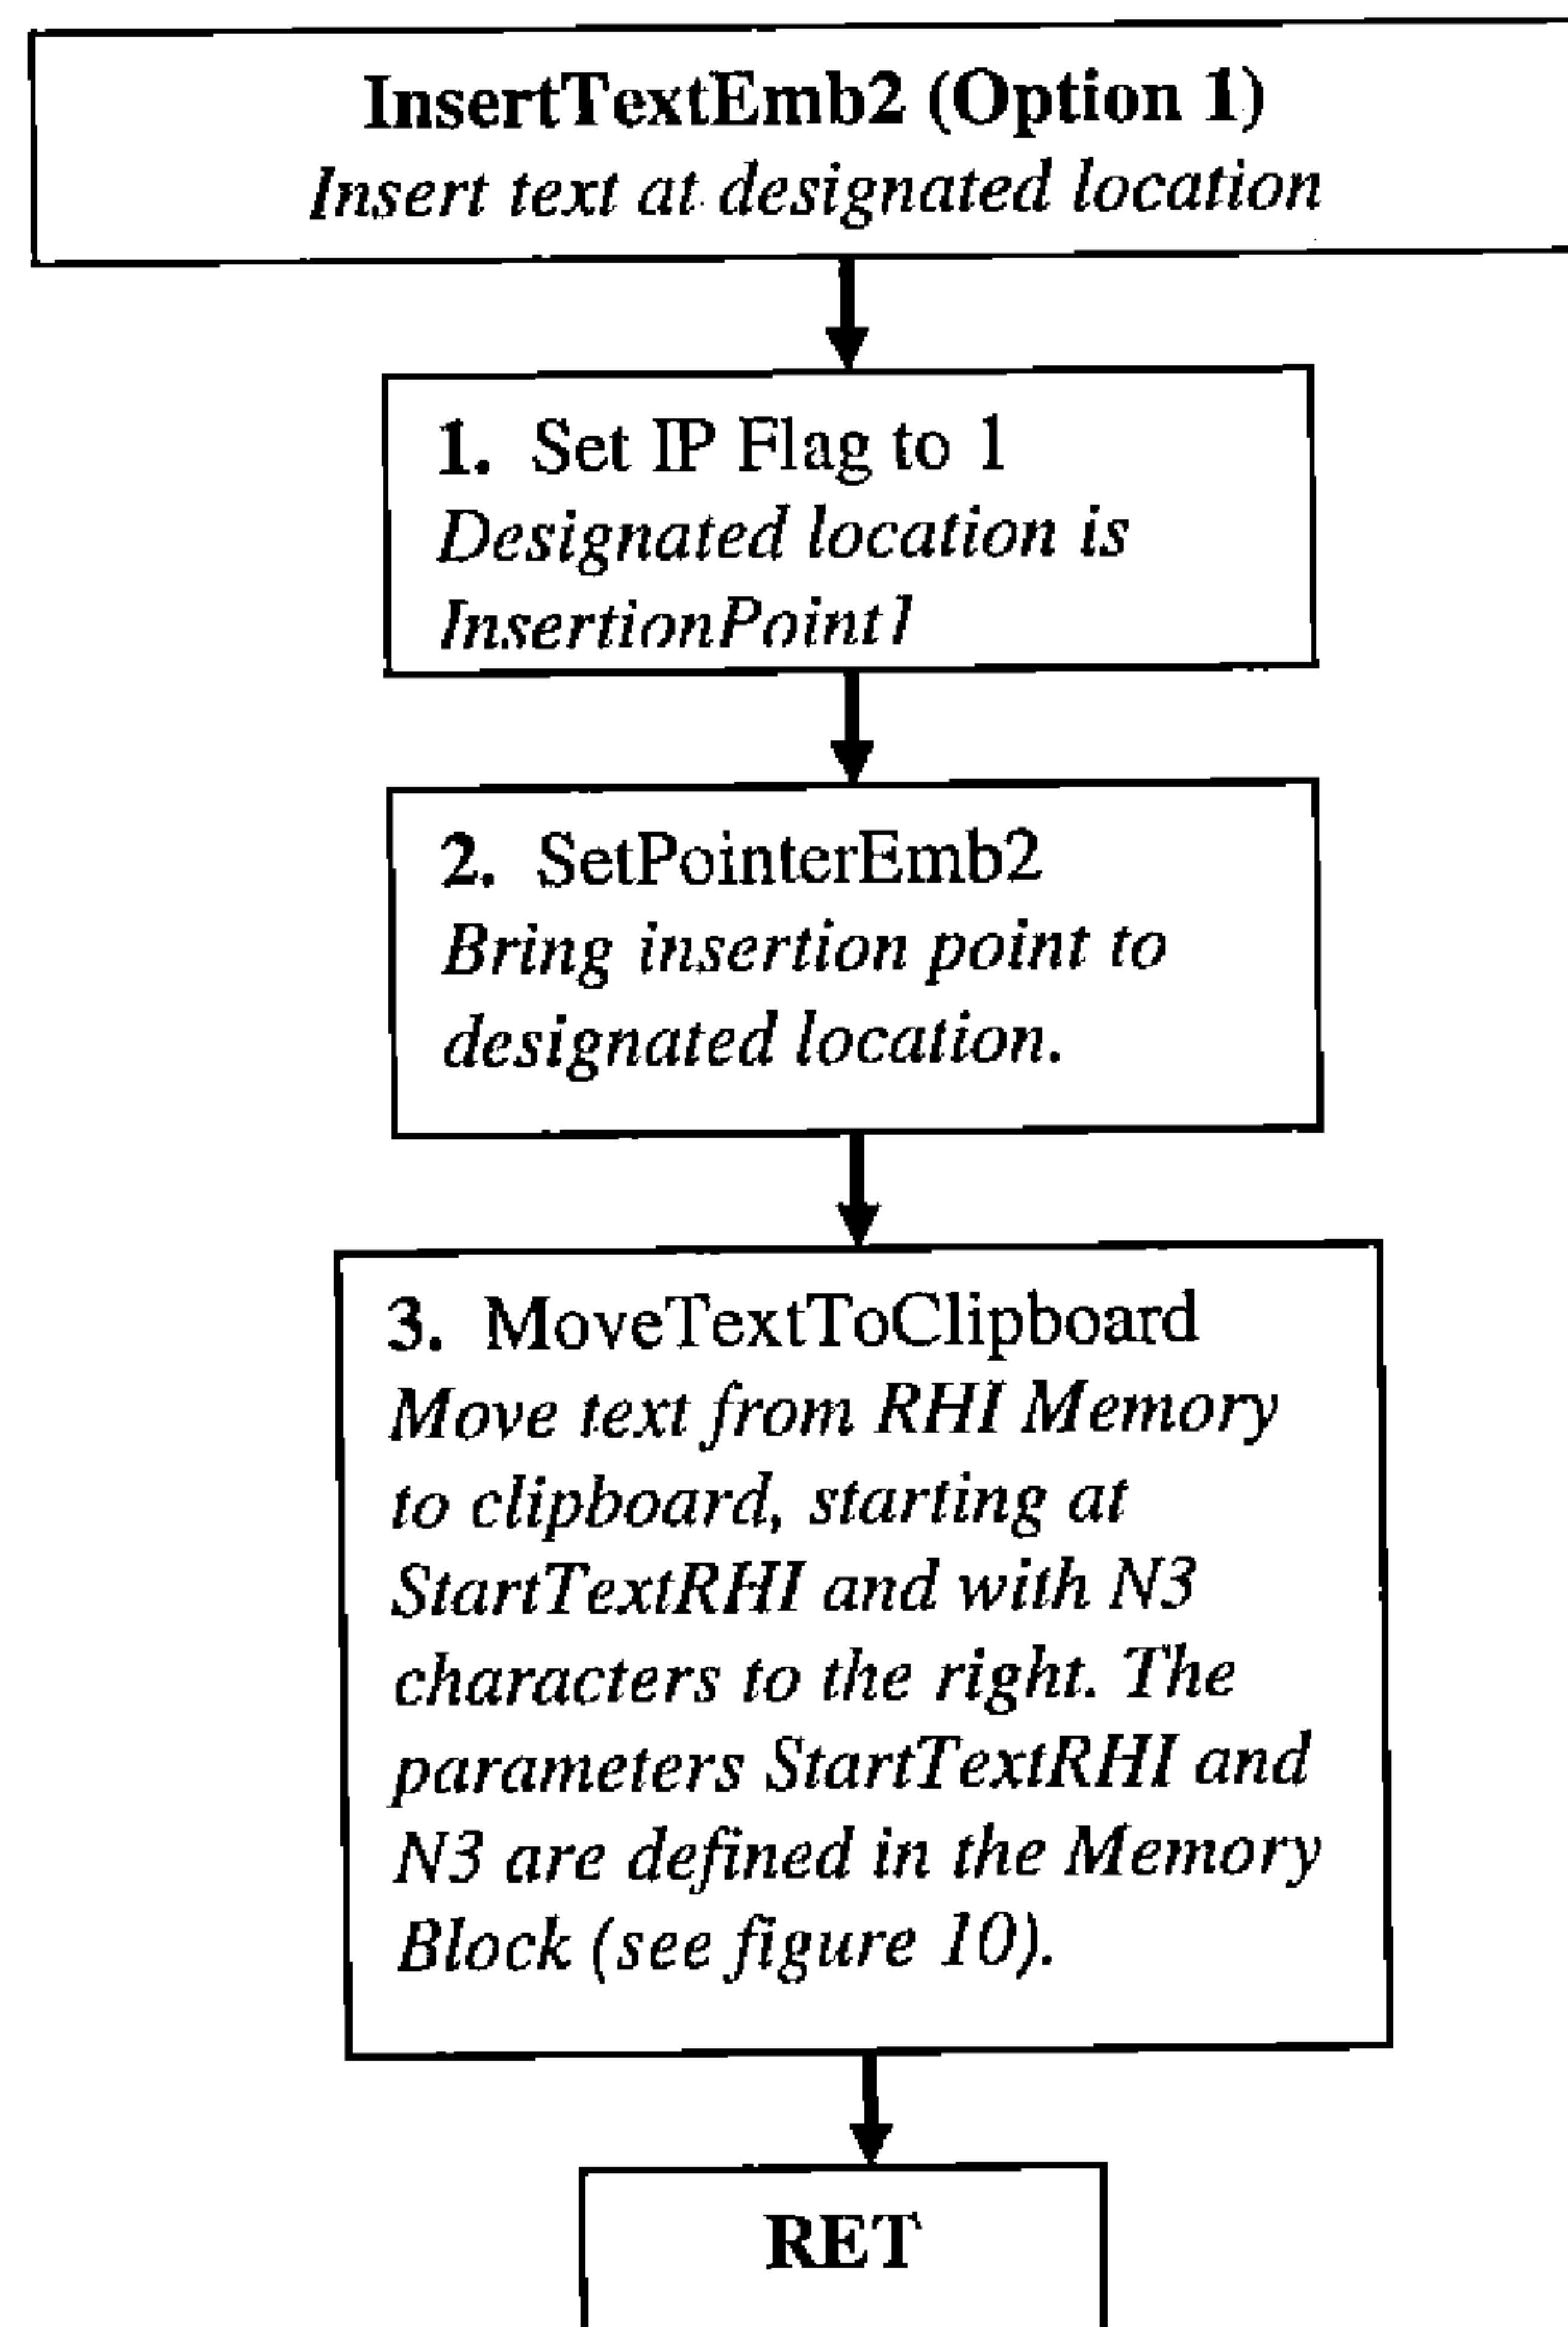 InsertTextEmb2 (Option 1)
Insert text at designated location
1. Set IP Flag to 1
Designated location is
InsertionPoint1
2. SetPointerEmb2
Bring insertion point to
designated location.
3. MoveTextToClipboard
Move text from RHI Memory
to clipboard, starting at
StartTextRHI and with N3
characters to the right. The
parameters StartTextRHI and
N3 are defined in the Memory
Block (see figure 10).
RET